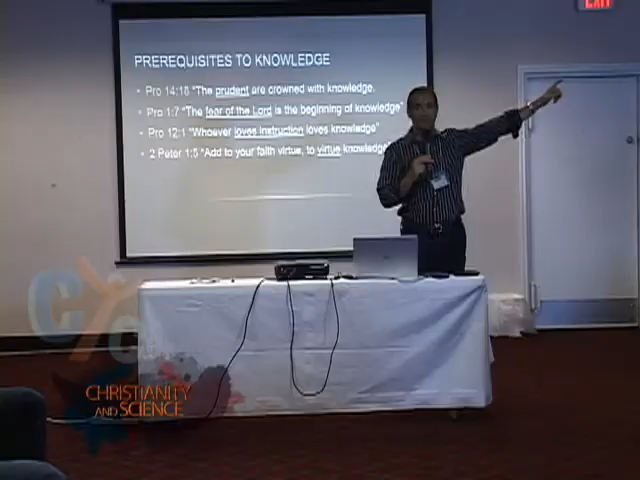 EXIT
PREREQUISITES TO KNOWLEDGE
• Pro 14:18 "The prudent are crowned with knowledge.
• Pro 1:7 "The fear of the Lord is the beginning of knowledge"
• Pro 12:1 "Whoever loves instruction loves knowledge"
• 2 Peter 1:5 "Add to your faith virtue, to virtue knowledge"
CYC
CHRISTIANITY
AND SCIENCE